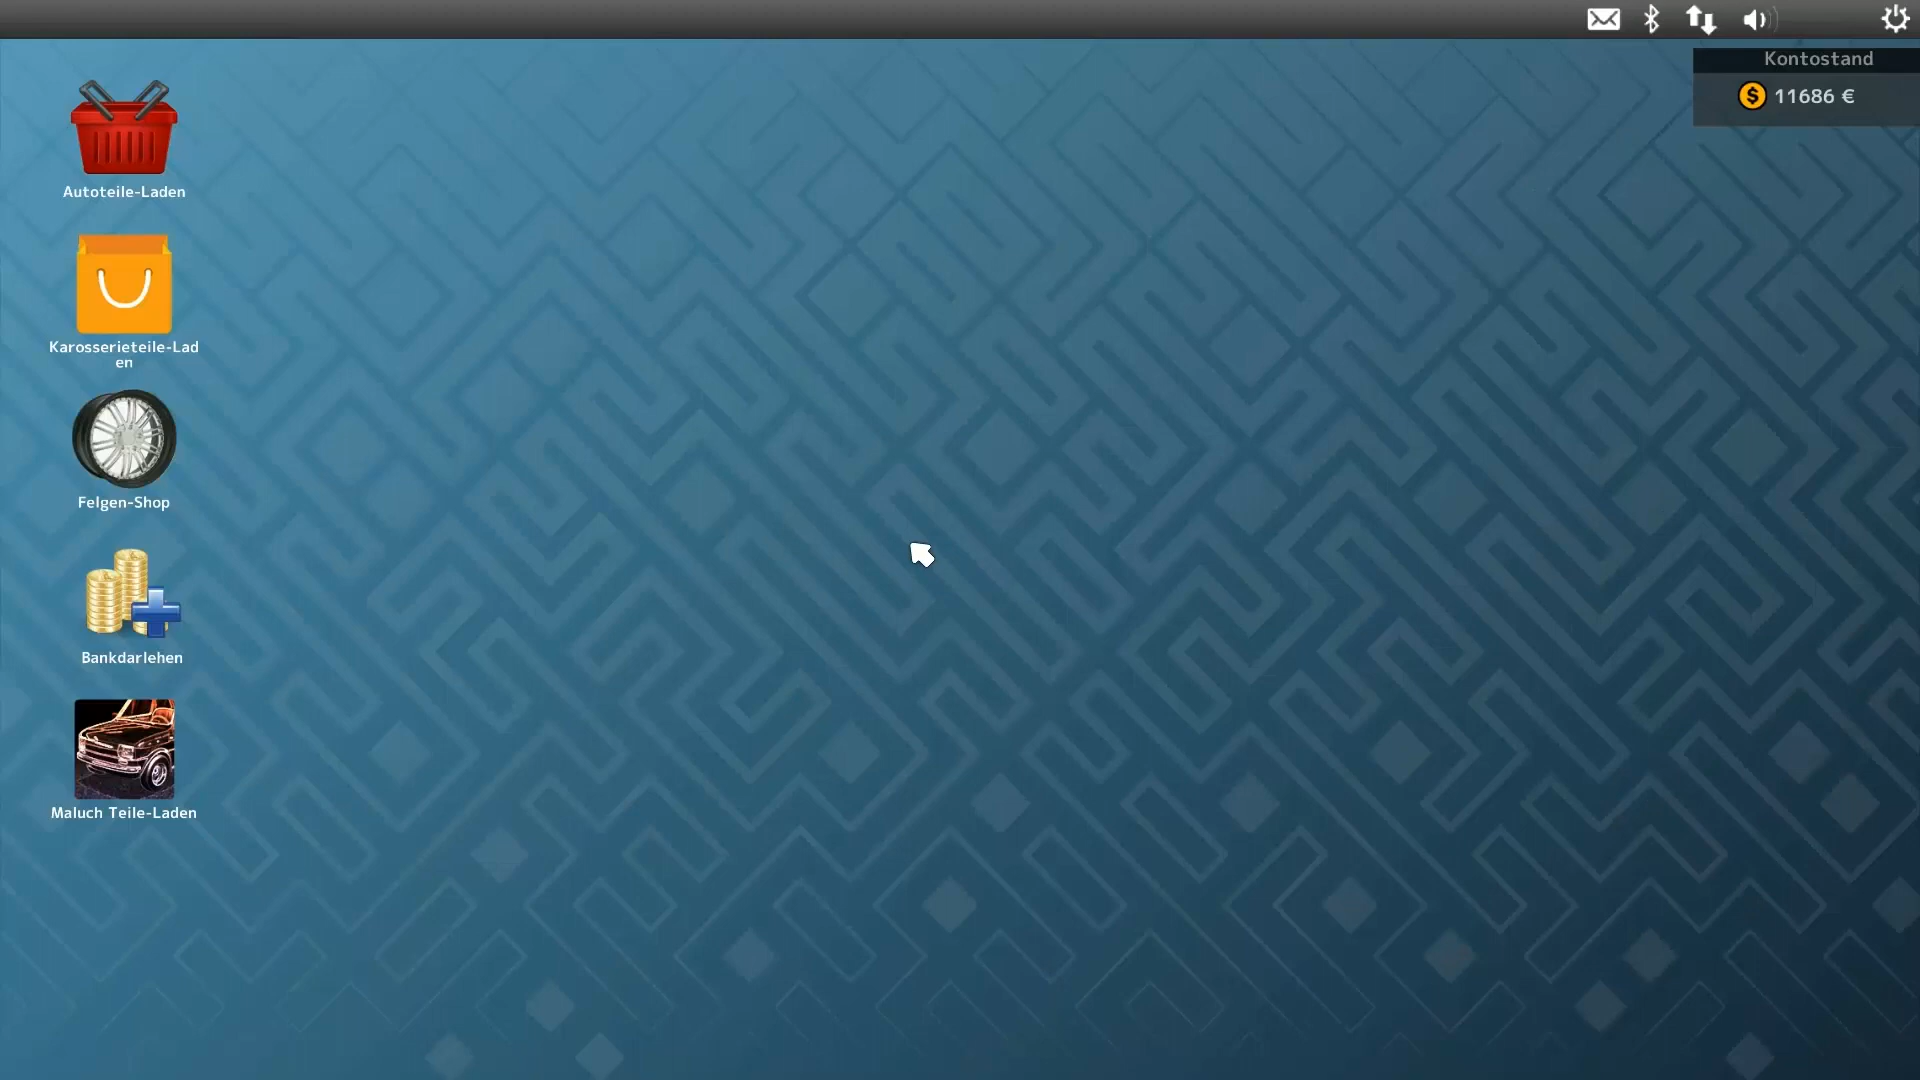 Kontostand
11686 €
Autoteile-Laden
Karosserieteile-Lad
en
Felgen-Shop
Bankdarlehen
Maluch Teile-Laden